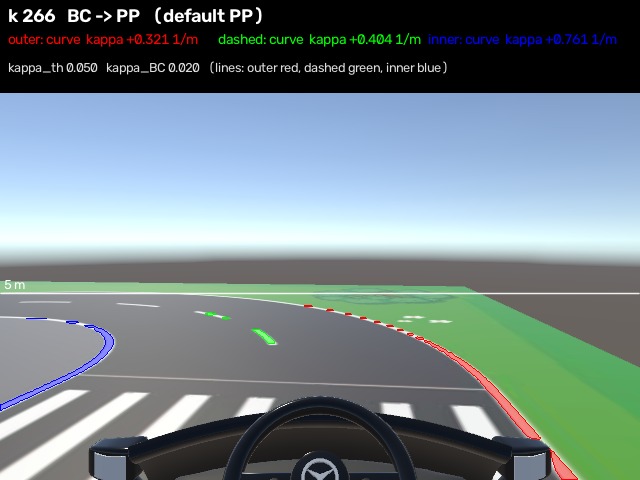 k 266 BC -> PP (default PP)
outer: curve kappa +0.321 1/m dashed: curve kappa +0.404 1/m inner: curve kappa +0.761 1/m
kappa_th 0.050 kappa_BC 0.020 (lines: outer red, dashed green, inner blue)
5 m